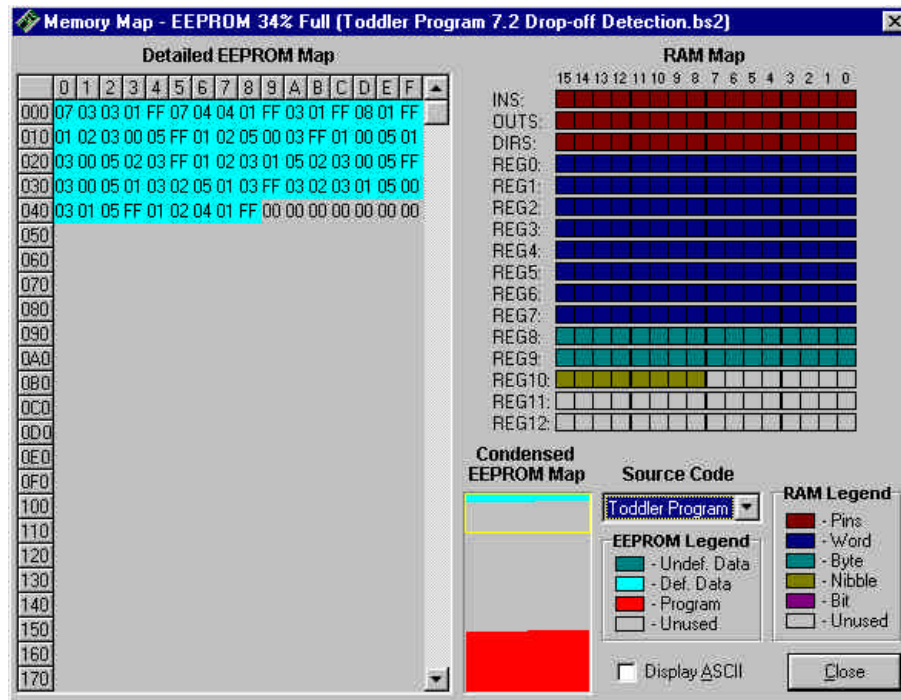 Memory Map - EEPROM 34% Full (Toddler Program 7.2 Drop-off Detection.bs2)
Detailed EEPROM Map
0 1 2 3 4 5 6 7 8 9 A B C D E F
000 07 03 03 01 FF 07 04 04 01 FF 03 01 FF 08 01 FF
010 01 02 03 00 05 FF 01 02 05 00 03 FF 01 00 05 01
020 03 00 05 02 03 FF 01 02 03 01 05 02 03 00 05 FF
030 03 00 05 01 03 02 05 01 03 FF 03 02 03 01 05 00
040 03 01 05 FF 01 02 04 01 FF 00 00 00 00 00 00 00
050
060
070
080
090
0A0
0B0
0C0
0D0
0E0
0F0
100
110
120
130
140
150
160
170
RAM Map
15 14 13 12 11 10 9 8 7 6 5 4 3 2 1 0
INS:
OUTS:
DIRS:
REG0:
REG1:
REG2:
REG3:
REG4:
REG5:
REG6:
REG7:
REG8:
REG9:
REG10:
REG11:
REG12:
Condensed
EEPROM Map
Source Code
Toddler Program
EEPROM Legend
- Undef. Data
- Def. Data
- Program
- Unused
RAM Legend
- Pins
- Word
- Byte
- Nibble
- Bit
- Unused
Display ASCII
Close